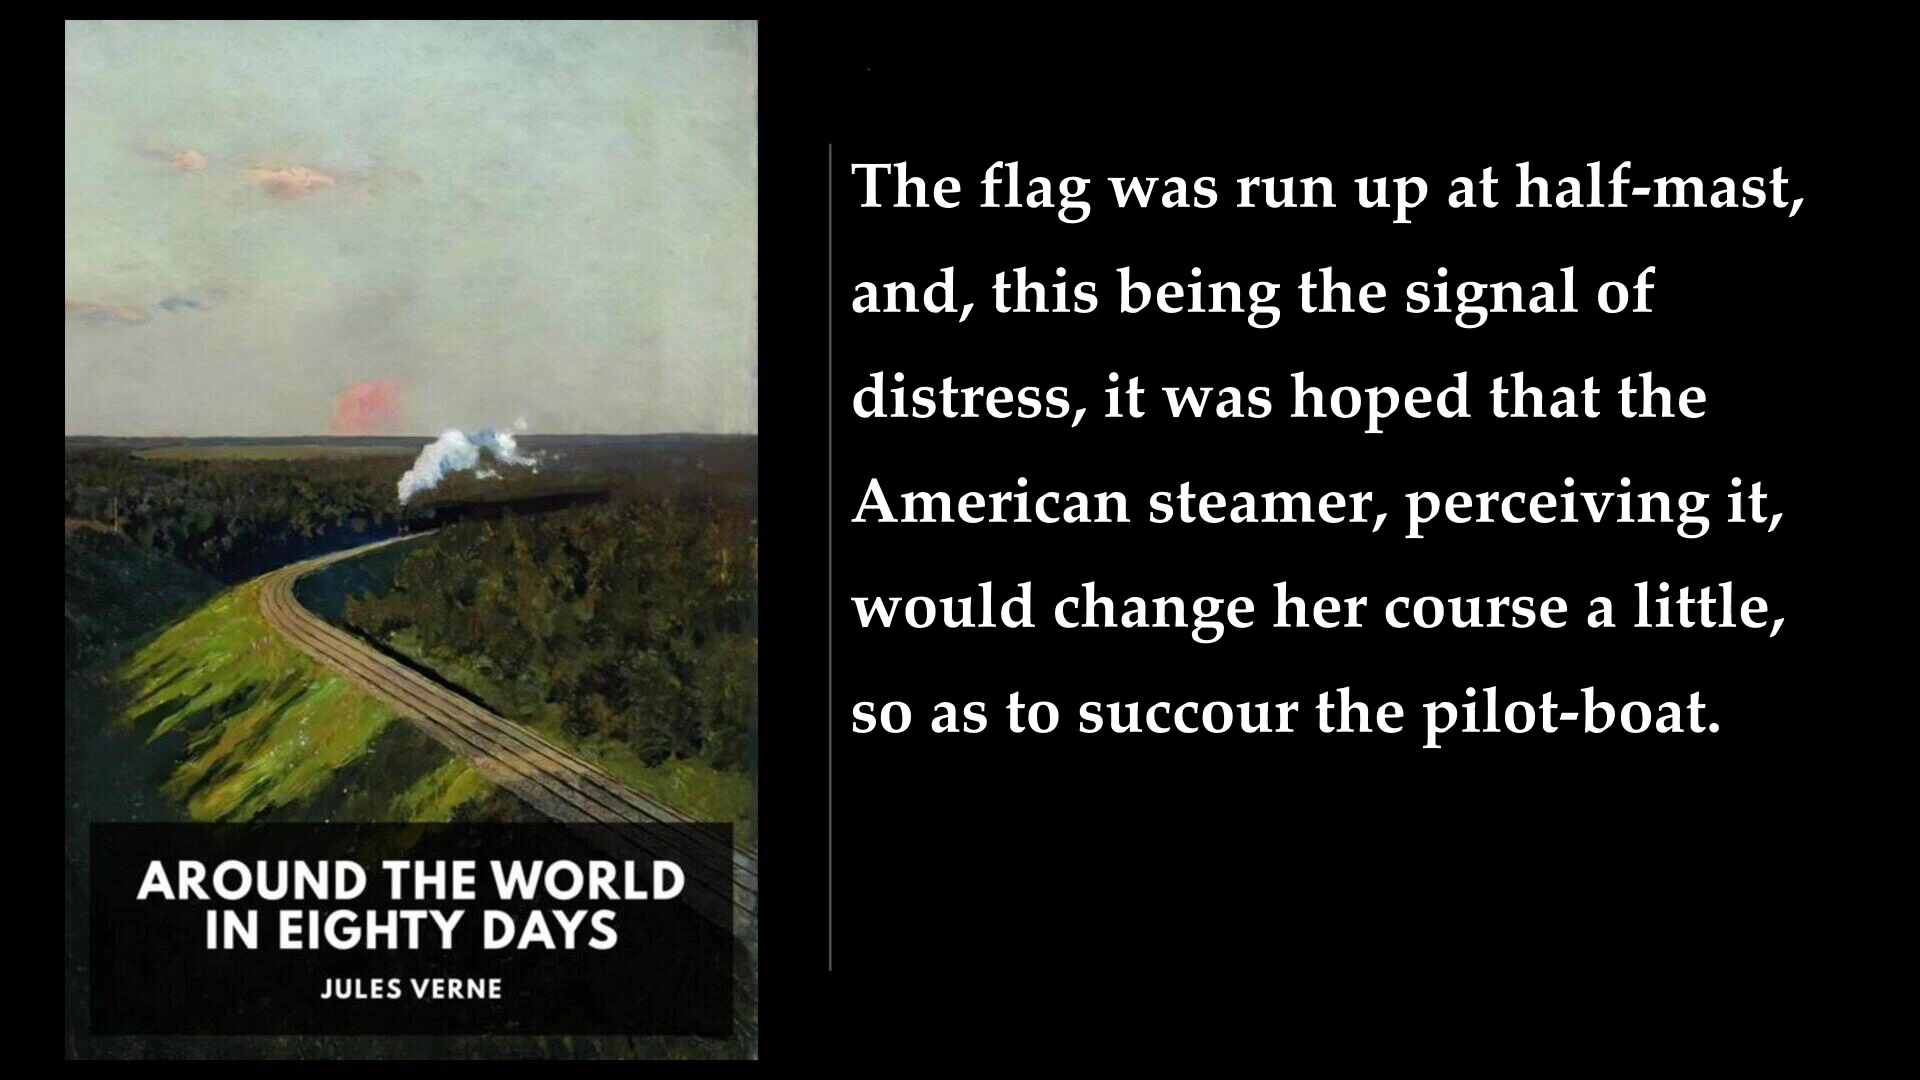 The flag was run up at half-mast,
and, this being the signal of
distress, it was hoped that the
American steamer, perceiving it,
would change her course a little,
so as to succour the pilot-boat.
AROUND THE WORLD
IN EIGHTY DAYS
JULES VERNE